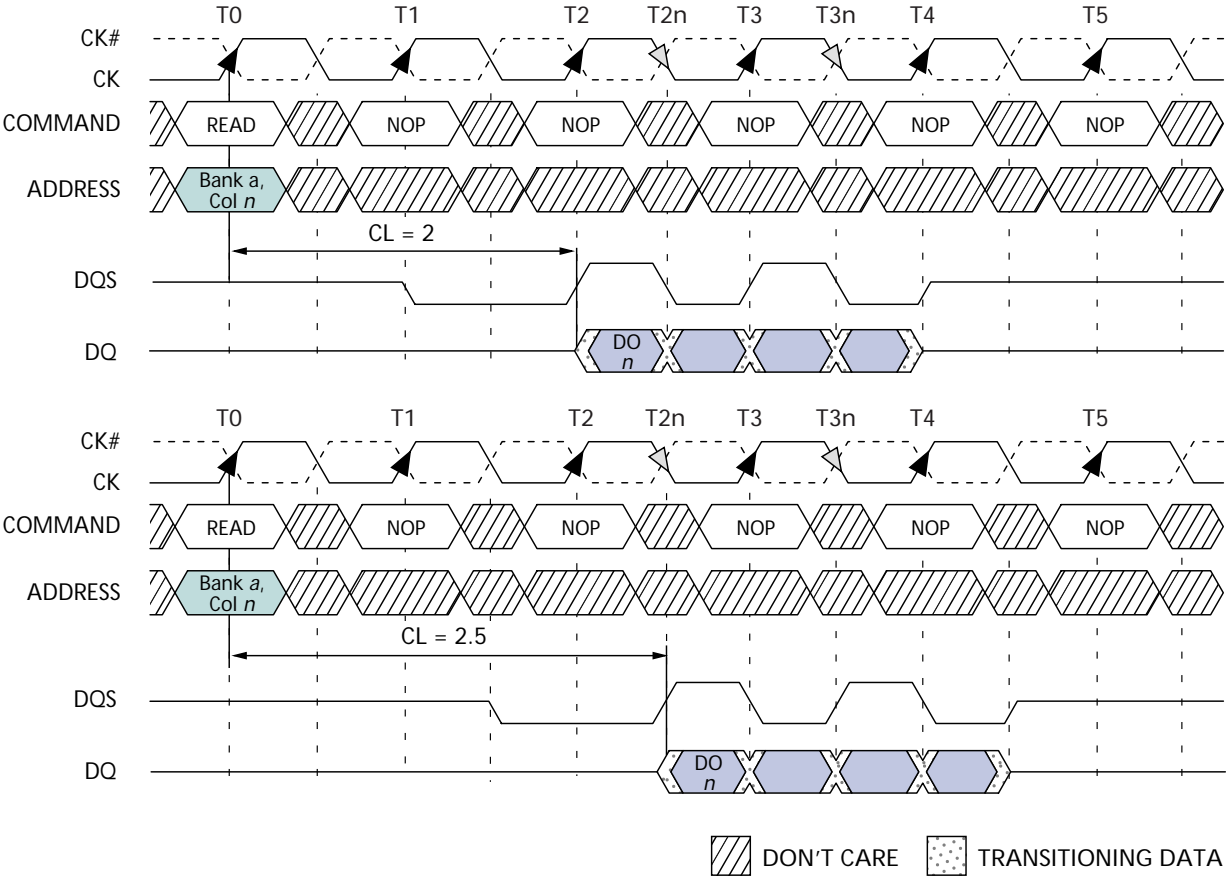 T0 T1 T2 T2n T3 T3n T4 T5
CK#
CK
COMMAND READ NOP NOP NOP NOP NOP
ADDRESS Bank a,
Col n
CL = 2
DQS
DQ DO
n
T0 T1 T2 T2n T3 T3n T4 T5
CK#
CK
COMMAND READ NOP NOP NOP NOP NOP
ADDRESS Bank a,
Col n
CL = 2.5
DQS
DQ DO
n
DON'T CARE TRANSITIONING DATA